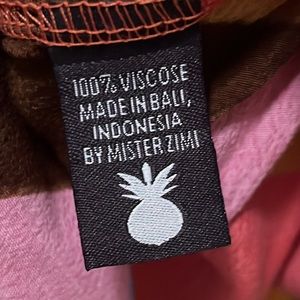 100% VISCOSE
MADE IN BALI,
INDONESIA
BY MISTER ZIMI